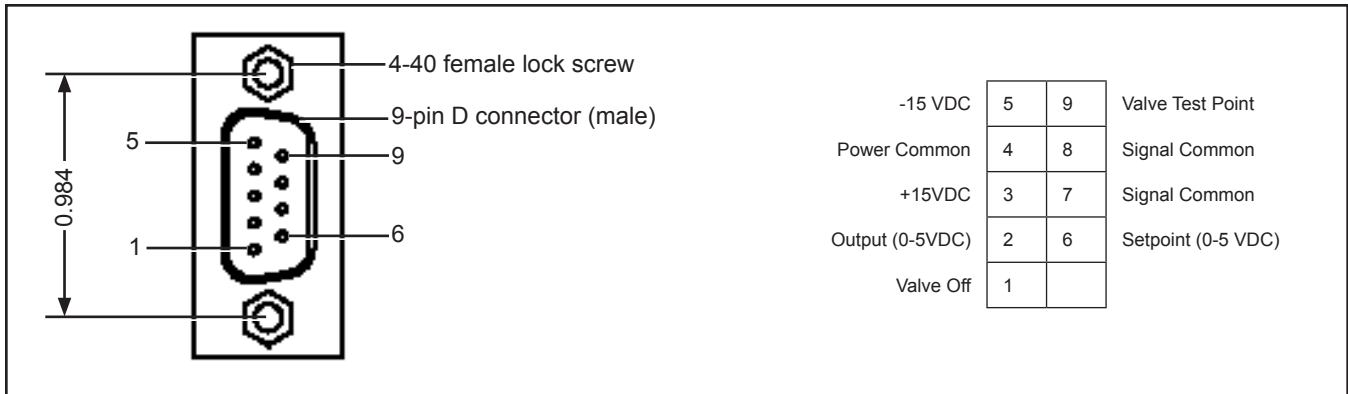 4-40 female lock screw
9-pin D connector (male)
5
9
0.984
6
1
-15 VDC 5 9 Valve Test Point
Power Common 4 8 Signal Common
+15VDC 3 7 Signal Common
Output (0-5VDC) 2 6 Setpoint (0-5 VDC)
Valve Off 1